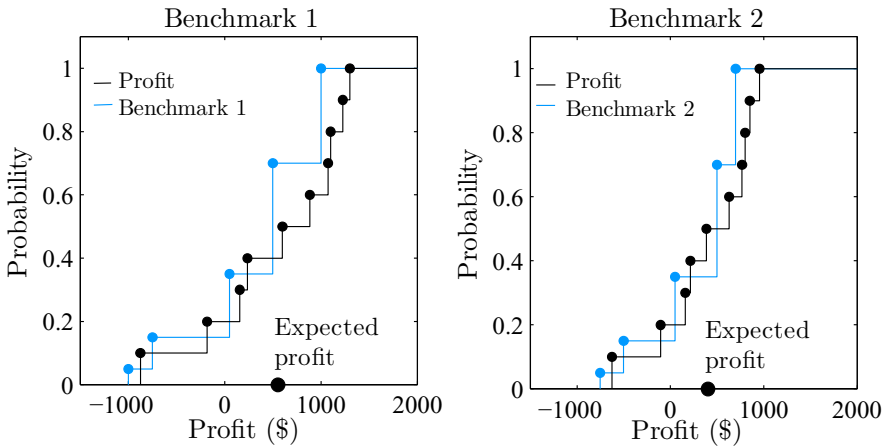 Benchmark 1
Probability
1
0.8
0.6
0.4
0.2
0
Profit
Benchmark 1
Expected
profit
−1000
0
1000
2000
Profit ($)
Benchmark 2
Probability
1
0.8
0.6
0.4
0.2
0
Profit
Benchmark 2
Expected
profit
−1000
0
1000
2000
Profit ($)